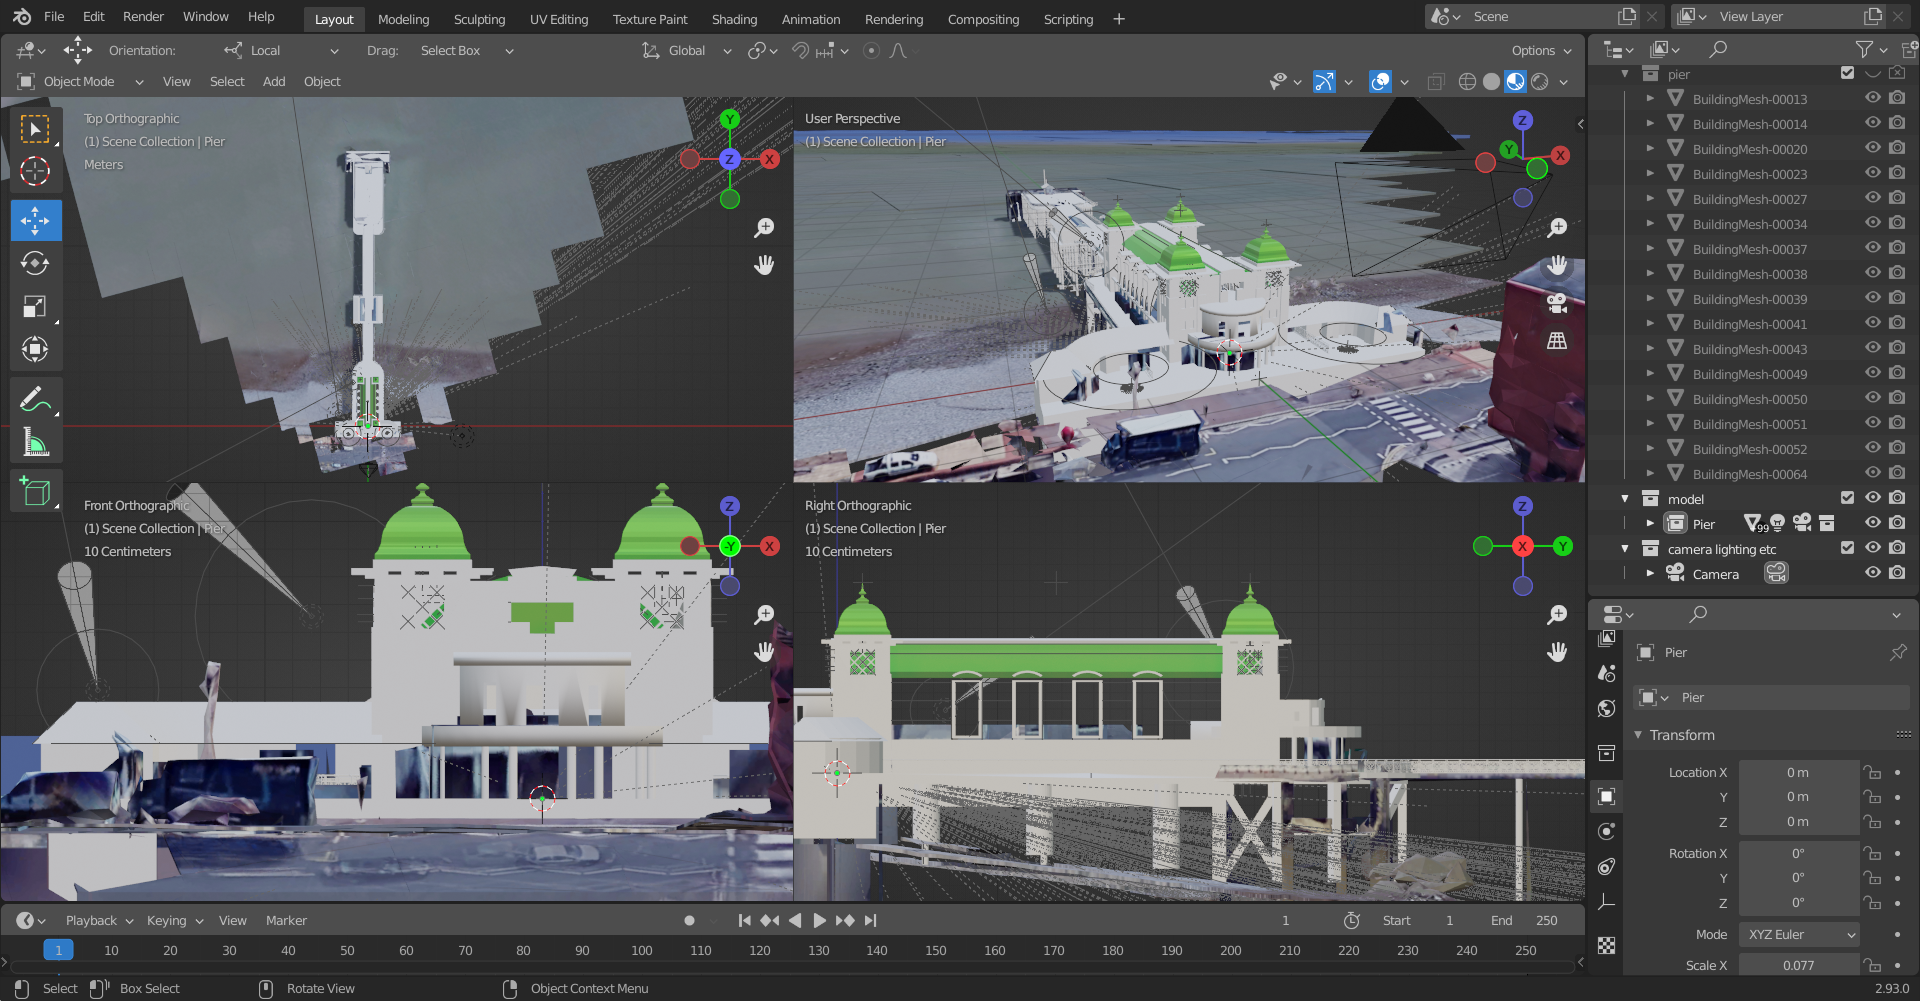 File Edit Render Window Help Layout Modeling Sculpting UV Editing Texture Paint Shading Animation Rendering Compositing Scripting + Scene View Layer
Orientation: Local Drag: Select Box Global Options
Object Mode View Select Add Object
Top Orthographic
(1) Scene Collection | Pier
Meters
Y
Z
X
User Perspective
(1) Scene Collection | Pier
Z
Y
X
Front Orthographic
(1) Scene Collection | Pier
10 Centimeters
Z
-Y
X
Right Orthographic
(1) Scene Collection | Pier
10 Centimeters
Z
X
Y
pier
BuildingMesh-00013
BuildingMesh-00014
BuildingMesh-00020
BuildingMesh-00023
BuildingMesh-00027
BuildingMesh-00034
BuildingMesh-00037
BuildingMesh-00038
BuildingMesh-00039
BuildingMesh-00041
BuildingMesh-00043
BuildingMesh-00049
BuildingMesh-00050
BuildingMesh-00051
BuildingMesh-00052
BuildingMesh-00064
model
Pier 99
camera lighting etc
Camera
Pier
Pier
Transform
Location X 0 m
Y 0 m
Z 0 m
Rotation X 0°
Y 0°
Z 0°
Mode XYZ Euler
Scale X 0.077
Playback Keying View Marker 1 Start 1 End 250
1 10 20 30 40 50 60 70 80 90 100 110 120 130 140 150 160 170 180 190 200 210 220 230 240 250
Select Box Select Rotate View Object Context Menu 2.93.0